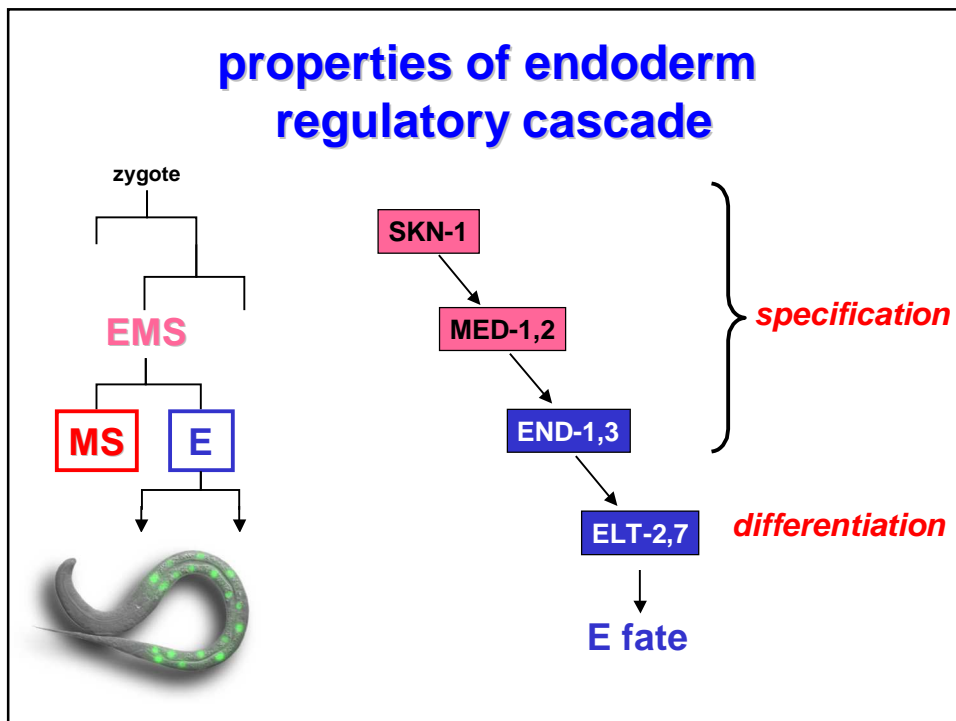 properties of endoderm
regulatory cascade
zygote
EMS
MS
E
SKN-1
MED-1,2
END-1,3
ELT-2,7
E fate
specification
differentiation